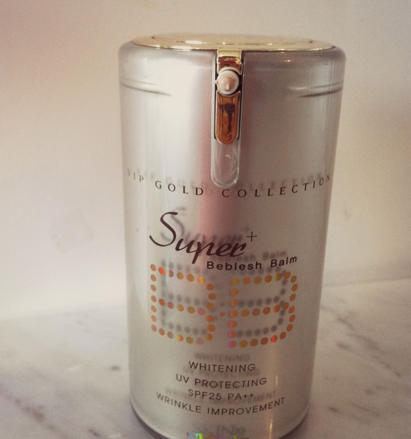 VIP GOLD COLLECTION
Super+
Beblesh Balm
BB
WHITENING
UV PROTECTING
SPF25 PA++
WRINKLE IMPROVEMENT